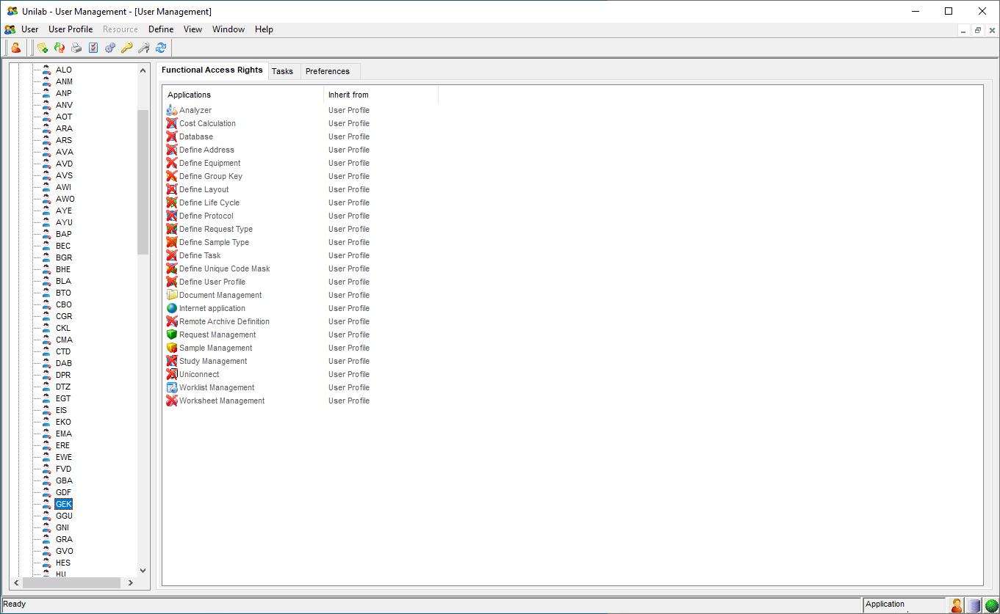 Unilab - User Management - [User Management]
User User Profile Resource Define View Window Help
Functional Access Rights Tasks Preferences
ALO
ANM
ANP
ANV
AOT
ARA
ARS
AVA
AVD
AVS
AWI
AWO
AYE
AYU
BAP
BEC
BGR
BHE
BLA
BTO
CBO
CGR
CKL
CMA
CTD
DAB
DPR
DTZ
EGT
EIS
EKO
EMA
ERE
EWE
FVD
GBA
GDF
GEK
GGU
GNI
GRA
GVO
HES
Applications Inherit from
Analyzer User Profile
Cost Calculation User Profile
Database User Profile
Define Address User Profile
Define Equipment User Profile
Define Group Key User Profile
Define Layout User Profile
Define Life Cycle User Profile
Define Protocol User Profile
Define Request Type User Profile
Define Sample Type User Profile
Define Task User Profile
Define Unique Code Mask User Profile
Define User Profile User Profile
Document Management User Profile
Internet application User Profile
Remote Archive Definition User Profile
Request Management User Profile
Sample Management User Profile
Study Management User Profile
Uniconnect User Profile
Worklist Management User Profile
Worksheet Management User Profile
Ready Application